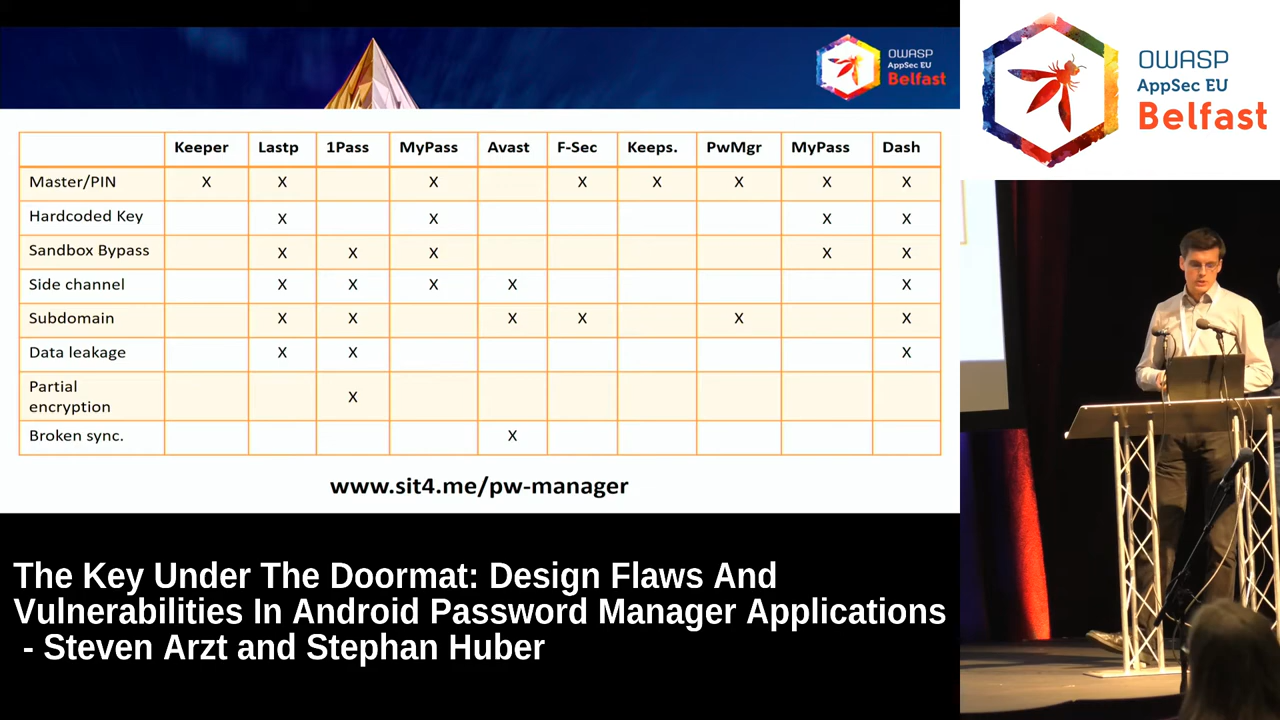 OWASP
AppSec EU
Belfast
OWASP
AppSec EU
Belfast
Keeper Lastp 1Pass MyPass Avast F-Sec Keeps. PwMgr MyPass Dash
Master/PIN X X X X X X X X
Hardcoded Key X X X X
Sandbox Bypass X X X X X
Side channel X X X X X
Subdomain X X X X X X
Data leakage X X X
Partial
encryption X
Broken sync. X
www.sit4.me/pw-manager
The Key Under The Doormat: Design Flaws And
Vulnerabilities In Android Password Manager Applications
- Steven Arzt and Stephan Huber